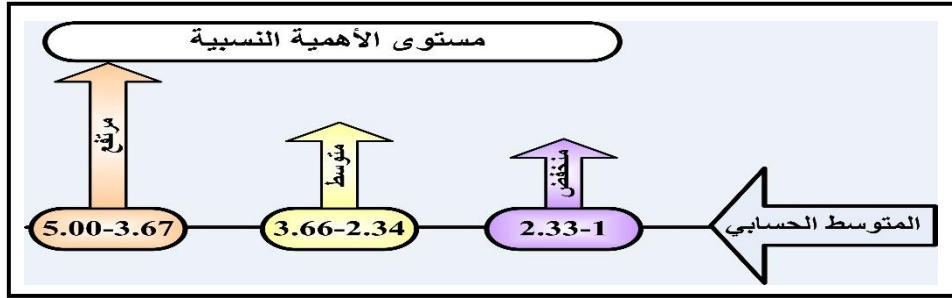 مستوى الأهمية النسبية
مرتفع
متوسط
منخفض
5.00-3.67
3.66-2.34
2.33-1
المتوسط الحسابي